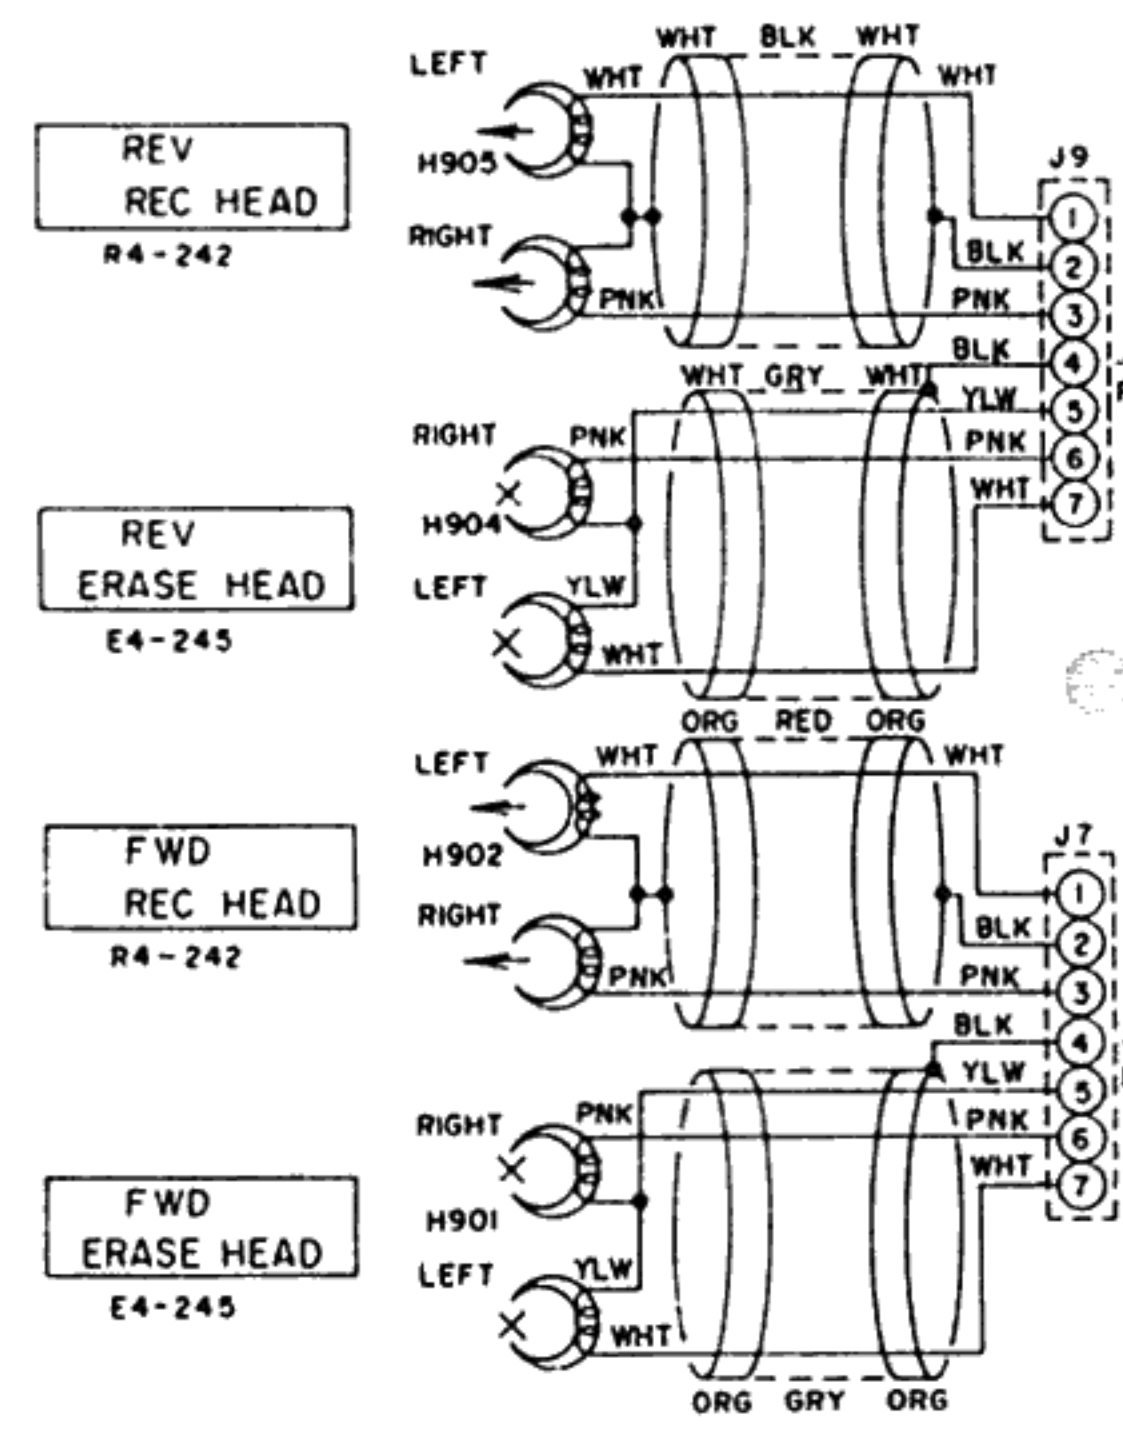 WHT BLK WHT
LEFT
WHT
WHT
REV
REC HEAD
R4-242
H905
J9
1
RIGHT
BLK
2
PNK
PNK
3
BLK
4
WHT GRY WHT
YLW
5
RIGHT
PNK
PNK
6
WHT
7
REV
ERASE HEAD
E4-245
H904
LEFT
YLW
WHT
ORG RED ORG
LEFT
WHT
WHT
FWD
REC HEAD
R4-242
H902
J7
1
RIGHT
BLK
2
PNK
PNK
3
BLK
4
YLW
5
RIGHT
PNK
PNK
6
WHT
7
FWD
ERASE HEAD
E4-245
H901
LEFT
YLW
WHT
ORG GRY ORG